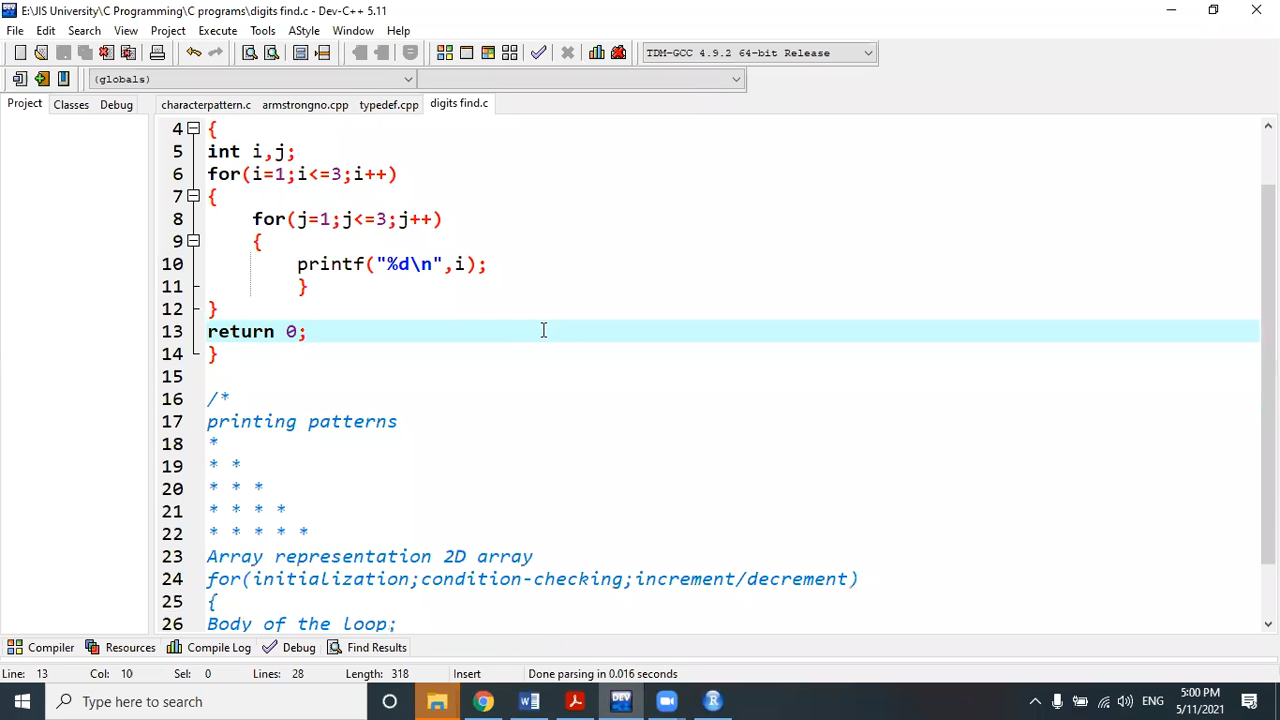 E:\JIS University\C Programming\C programs\digits find.c - Dev-C++ 5.11
File Edit Search View Project Execute Tools AStyle Window Help
TDM-GCC 4.9.2 64-bit Release
(globals)
Project Classes Debug characterpattern.c armstrongno.cpp typedef.cpp digits find.c
4 {
5 int i,j;
6 for(i=1;i<=3;i++)
7 {
8 for(j=1;j<=3;j++)
9 {
10 printf("%d\n",i);
11 }
12 }
13 return 0;
14 }
15
16 /*
17 printing patterns
18 *
19 * *
20 * * *
21 * * * *
22 * * * * *
23 Array representation 2D array
24 for(initialization;condition-checking;increment/decrement)
25 {
26 Body of the loop;
Compiler Resources Compile Log Debug Find Results
Line: 13 Col: 10 Sel: 0 Lines: 28 Length: 318 Insert Done parsing in 0.016 seconds
Type here to search
DEV
R
ENG
5:00 PM
5/11/2021